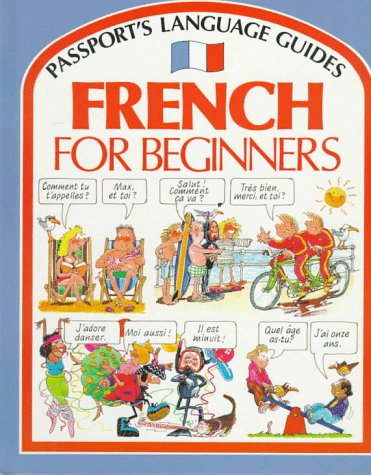 PASSPORT'S LANGUAGE GUIDES
FRENCH
FOR BEGINNERS
Comment tu
t'appelles?
Max,
et toi?
Salut!
Comment
ça va?
Très bien,
merci, et toi?
J'adore
danser.
Moi aussi!
Il est
minuit!
Quel âge
as-tu?
J'ai onze
ans.